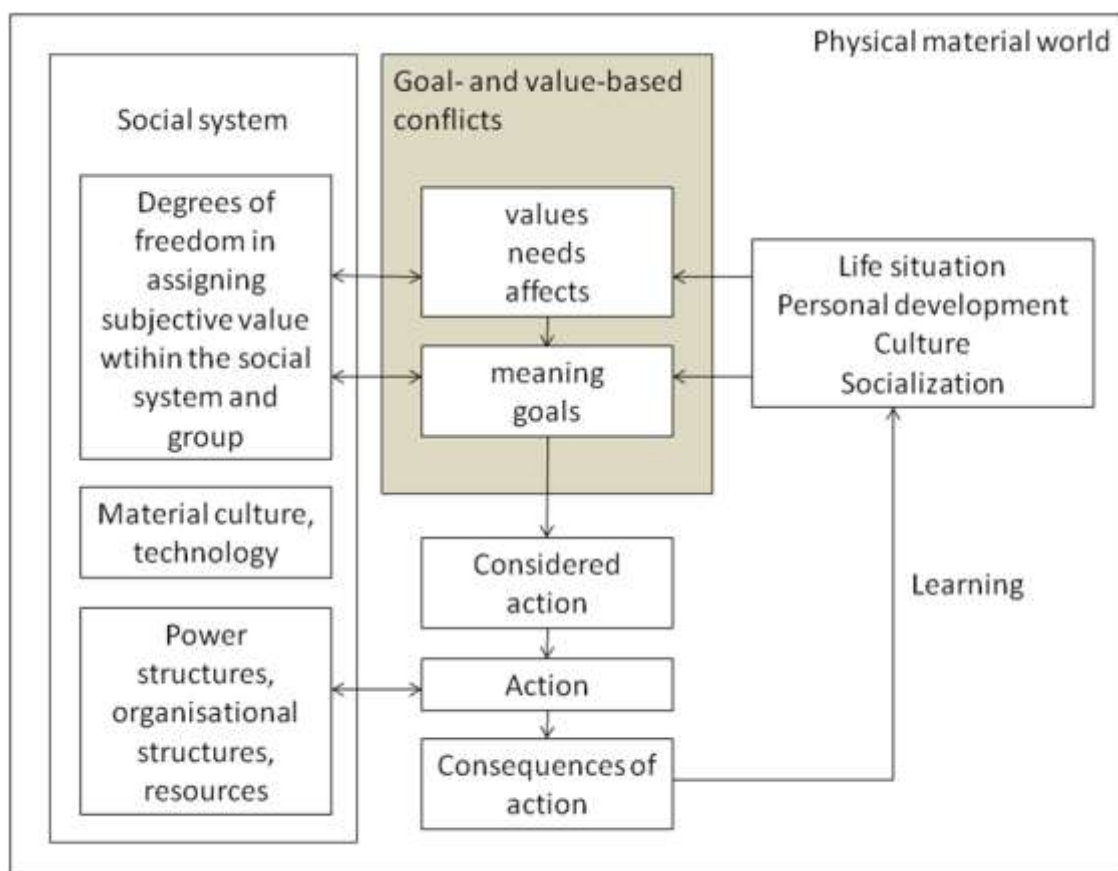 Physical material world
Social system
Degrees of
freedom in
assigning
subjective value
wtihin the social
system and
group
Material culture,
technology
Power
structures,
organisational
structures,
resources
Goal- and value-based
conflicts
values
needs
affects
meaning
goals
Considered
action
Action
Consequences of
action
Life situation
Personal development
Culture
Socialization
Learning